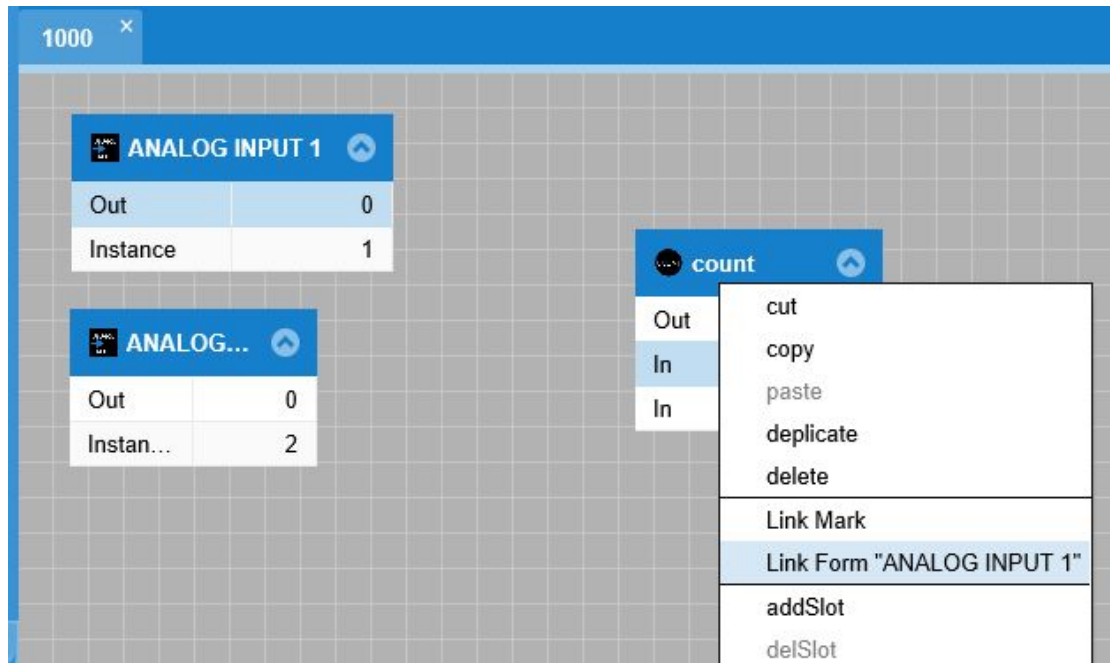 1000 ×
ANALOG INPUT 1
Out 0
Instance 1
ANALOG...
Out 0
Instan... 2
count
Out
In
In
cut
copy
paste
deplicate
delete
Link Mark
Link Form "ANALOG INPUT 1"
addSlot
delSlot